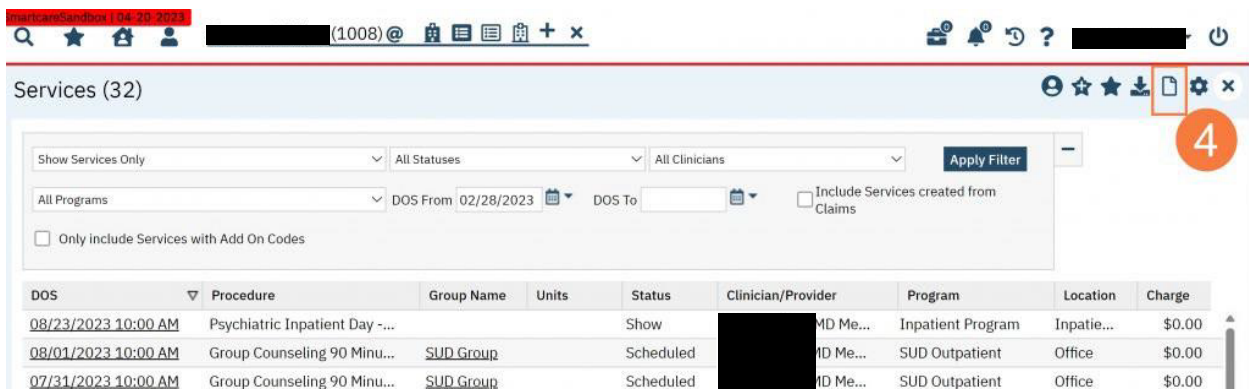 SmartcareSandbox | 04-20-2023
(1008) @
0
0
?
Services (32)
4
Show Services Only
All Statuses
All Clinicians
Apply Filter
All Programs
DOS From 02/28/2023
DOS To
Include Services created from
Claims
Only include Services with Add On Codes
DOS Procedure Group Name Units Status Clinician/Provider Program Location Charge
08/23/2023 10:00 AM Psychiatric Inpatient Day -... Show MD Me... Inpatient Program Inpatie... $0.00
08/01/2023 10:00 AM Group Counseling 90 Minu... SUD Group Scheduled MD Me... SUD Outpatient Office $0.00
07/31/2023 10:00 AM Group Counseling 90 Minu... SUD Group Scheduled MD Me... SUD Outpatient Office $0.00